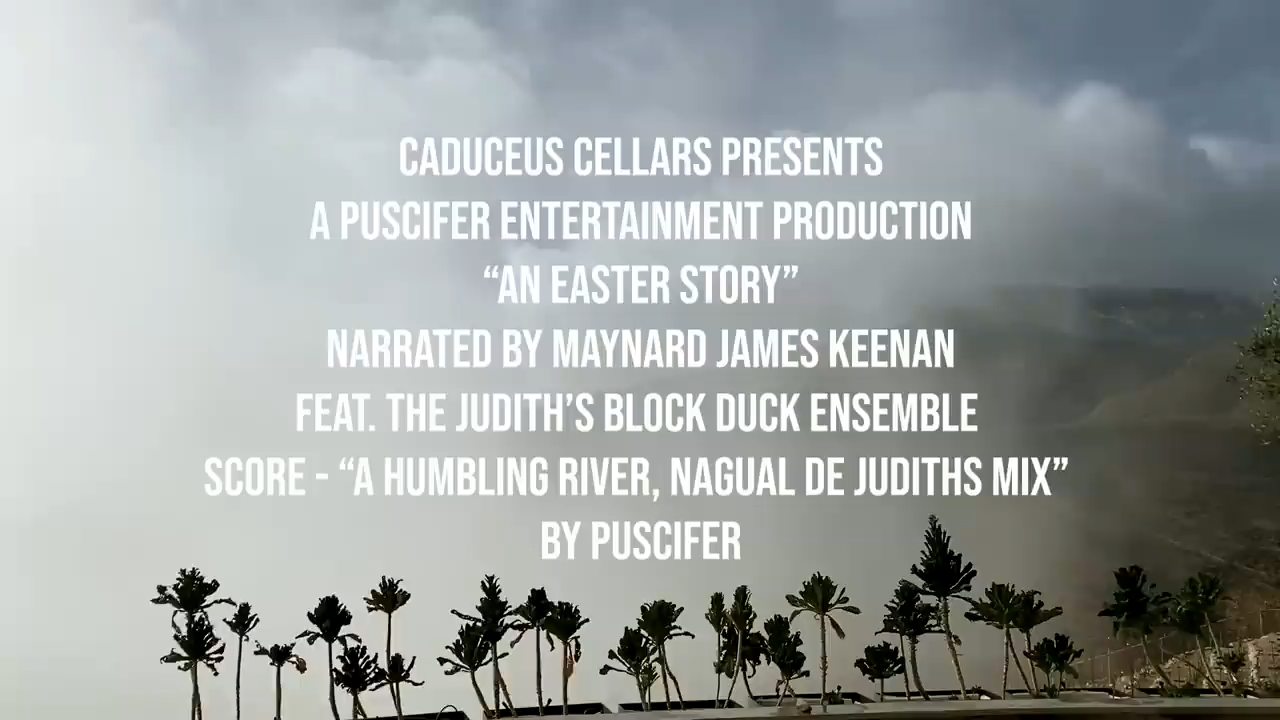 CADUCEUS CELLARS PRESENTS
A PUSCIFER ENTERTAINMENT PRODUCTION
“AN EASTER STORY”
NARRATED BY MAYNARD JAMES KEENAN
FEAT. THE JUDITH’S BLOCK DUCK ENSEMBLE
SCORE - “A HUMBLING RIVER, NAGUAL DE JUDITHS MIX”
BY PUSCIFER